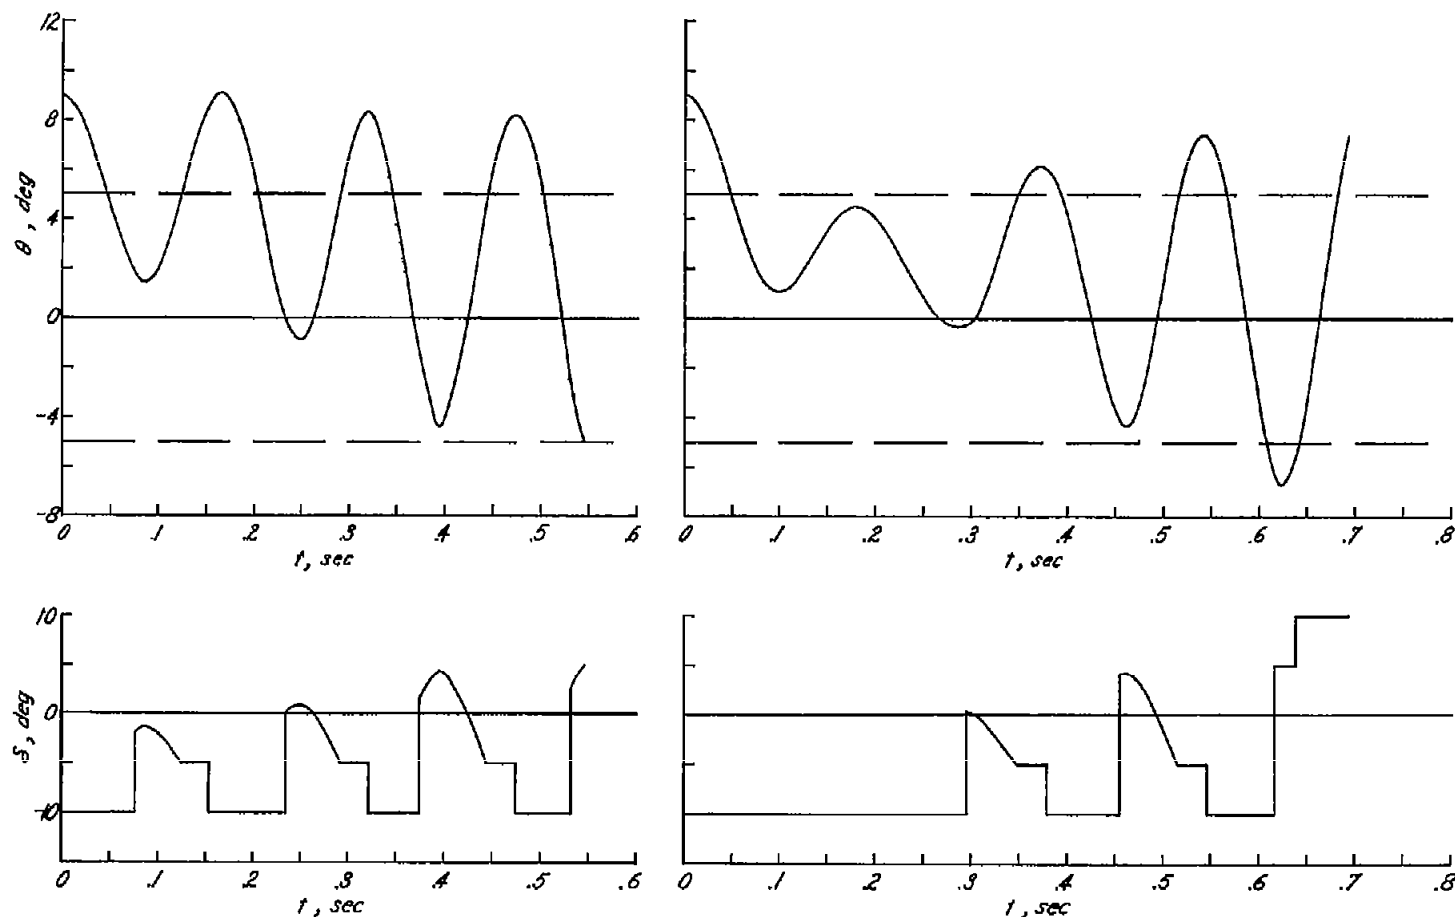 12
8
4
0
-4
-8
θ, deg
0 .1 .2 .3 .4 .5 .6
t, sec
0 .1 .2 .3 .4 .5 .6 .7 .8
t, sec
10
0
-10
δ, deg
0 .1 .2 .3 .4 .5 .6
t, sec
0 .1 .2 .3 .4 .5 .6 .7 .8
t, sec